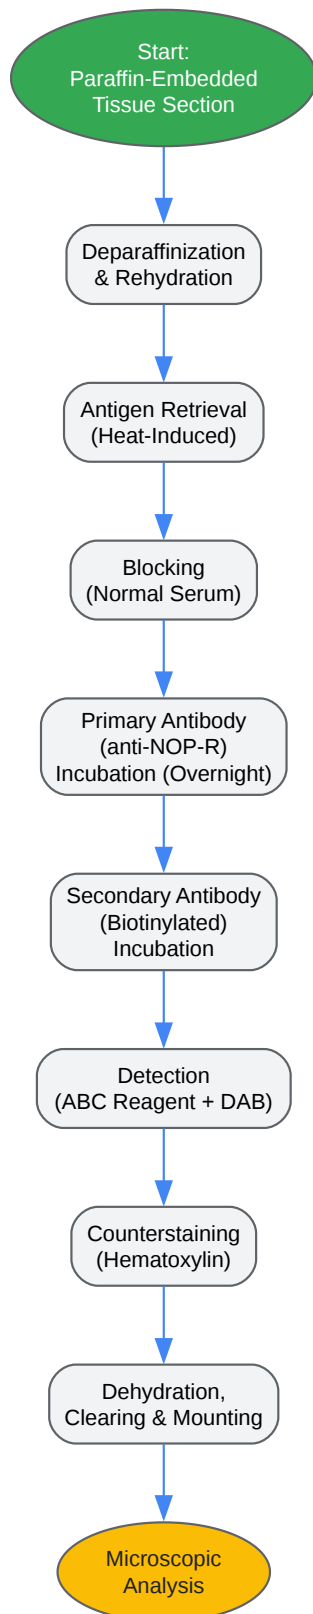 Start:
Paraffin-Embedded
Tissue Section
Deparaffinization
& Rehydration
Antigen Retrieval
(Heat-Induced)
Blocking
(Normal Serum)
Primary Antibody
(anti-NOP-R)
Incubation (Overnight)
Secondary Antibody
(Biotinylated)
Incubation
Detection
(ABC Reagent + DAB)
Counterstaining
(Hematoxylin)
Dehydration,
Clearing & Mounting
Microscopic
Analysis